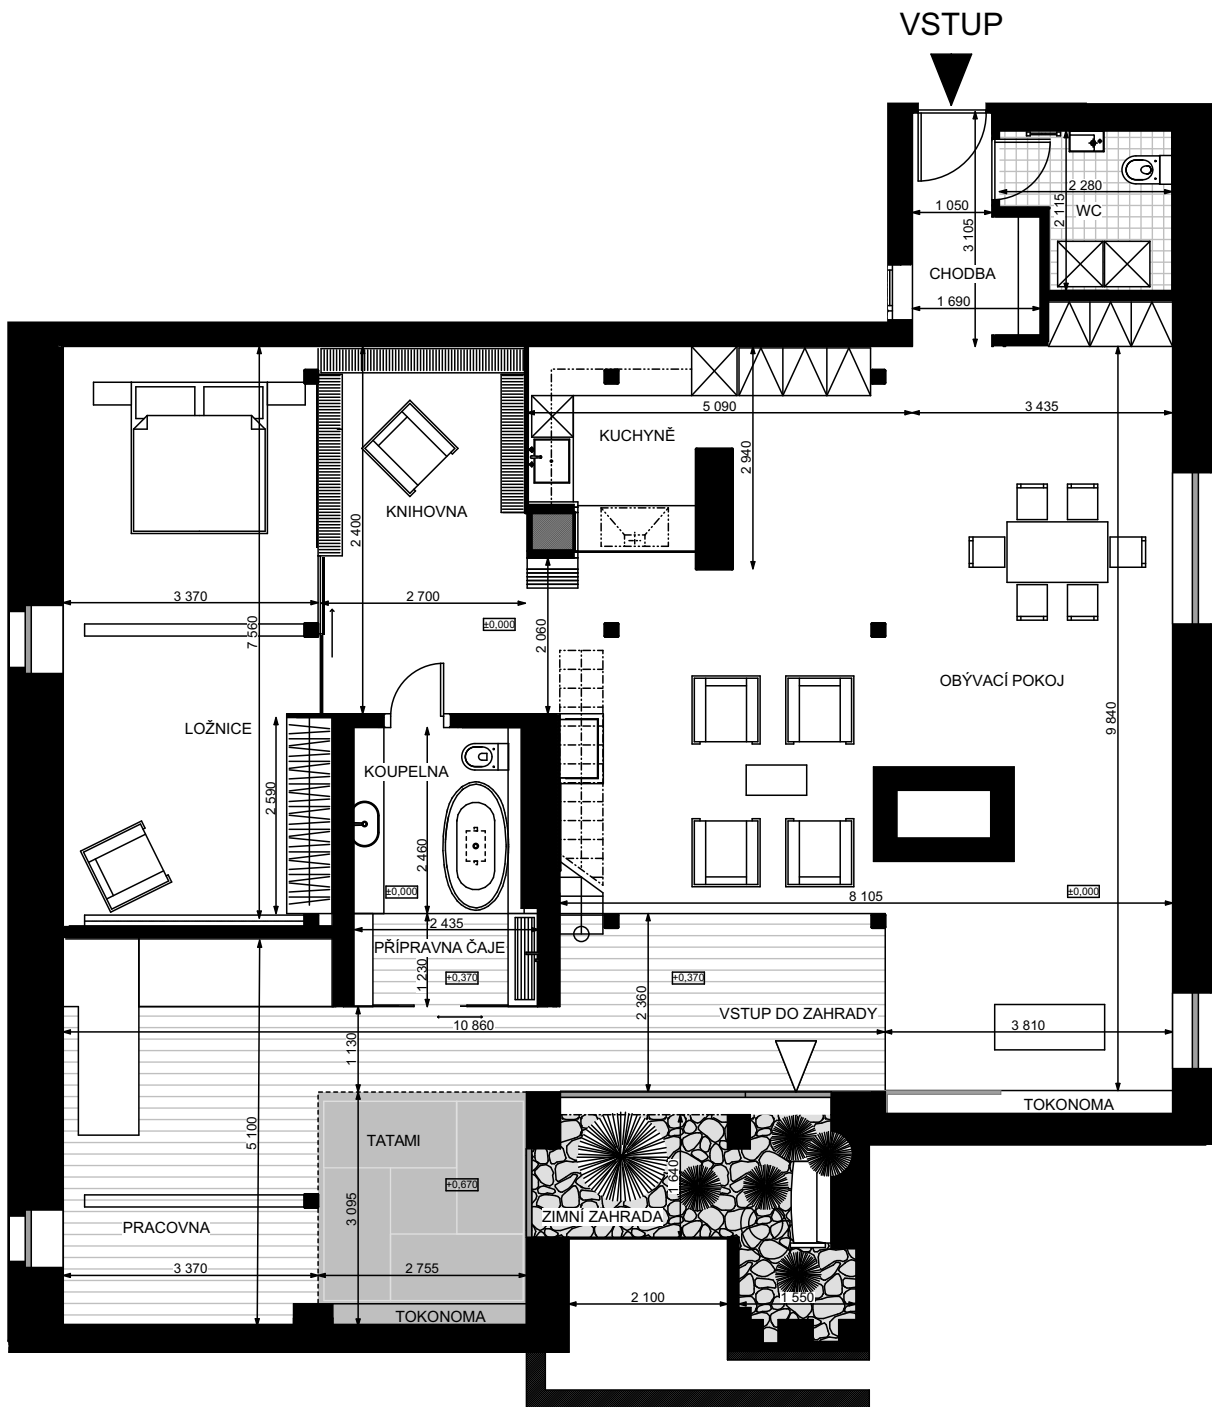 VSTUP
2 280
1 050
2 115
WC
3 105
CHODBA
1 690
5 090
3 435
KUCHYNĚ
2 940
KNIHOVNA
2 400
3 370
2 700
±0,000
7 560
2 060
OBÝVACÍ POKOJ
LOŽNICE
9 840
KOUPELNA
2 590
2 460
±0,000
8 105
±0,000
2 435
PŘÍPRAVNA ČAJE
1 230
+0,370
+0,370
2 360
VSTUP DO ZAHRADY
10 860
3 810
1 130
TOKONOMA
TATAMI
5 100
1 640
+0,670
3 095
PRACOVNA
ZIMNÍ ZAHRADA
3 370
2 755
2 100
1 550
TOKONOMA